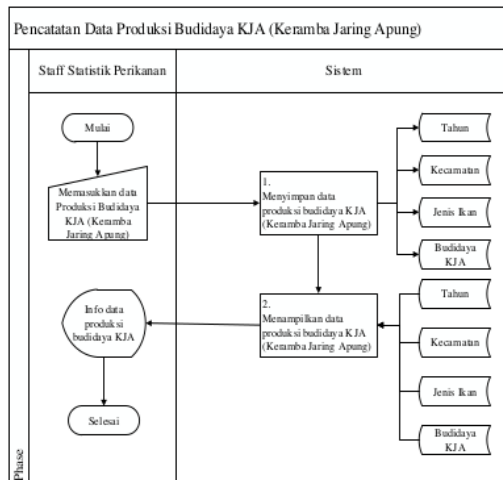 Pencatatan Data Produksi Budidaya KJA (Keramba Jaring Apung)
Staff Statistik Perikanan
Sistem
Mulai
Memasukkan data
Produksi Budidaya
KJA (Keramba
Jaring Apung)
1.
Menyimpan data
produksi budidaya KJA
(Keramba Jaring Apung)
Tahun
Kecamatan
Jenis Ikan
Budidaya
KJA
2.
Menampilkan data
produksi budidaya KJA
(Keramba Jaring Apung)
Tahun
Kecamatan
Jenis Ikan
Budidaya
KJA
Info data
produksi
budidaya KJA
Selesai
Phase